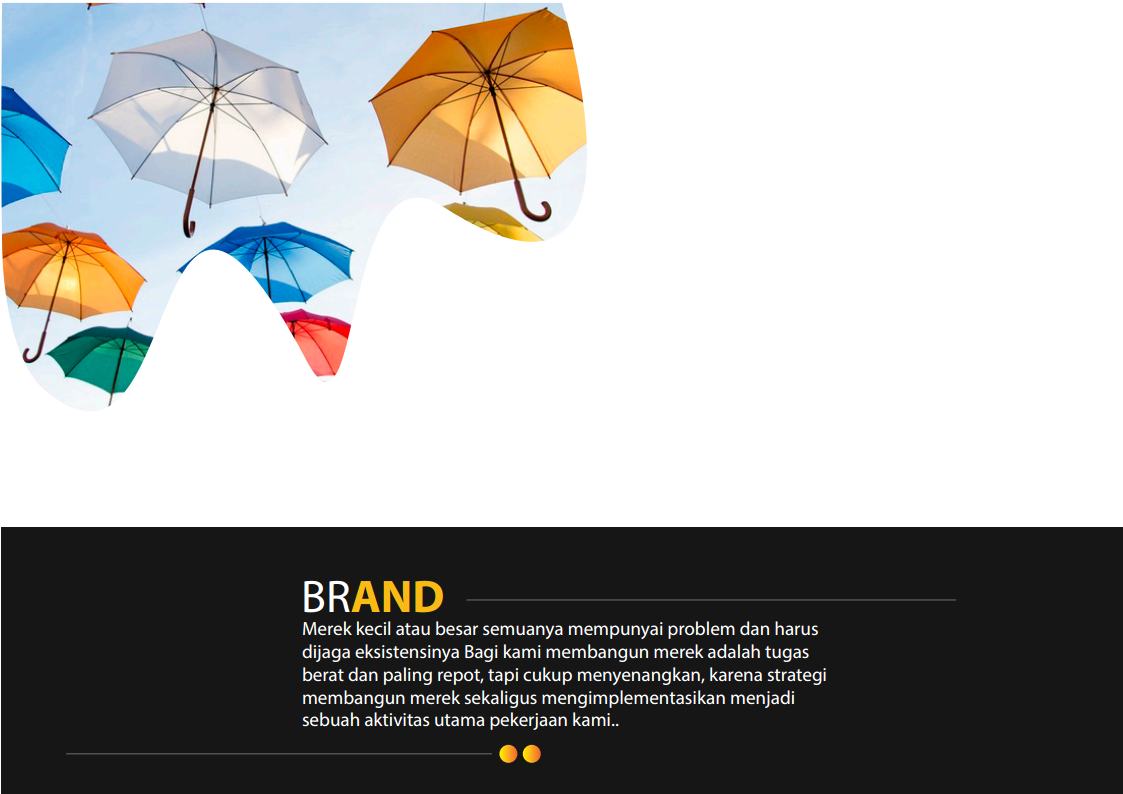 BRAND
Merek kecil atau besar semuanya mempunyai problem dan harus
dijaga eksistensinya Bagi kami membangun merek adalah tugas
berat dan paling repot, tapi cukup menyenangkan, karena strategi
membangun merek sekaligus mengimplementasikan menjadi
sebuah aktivitas utama pekerjaan kami..